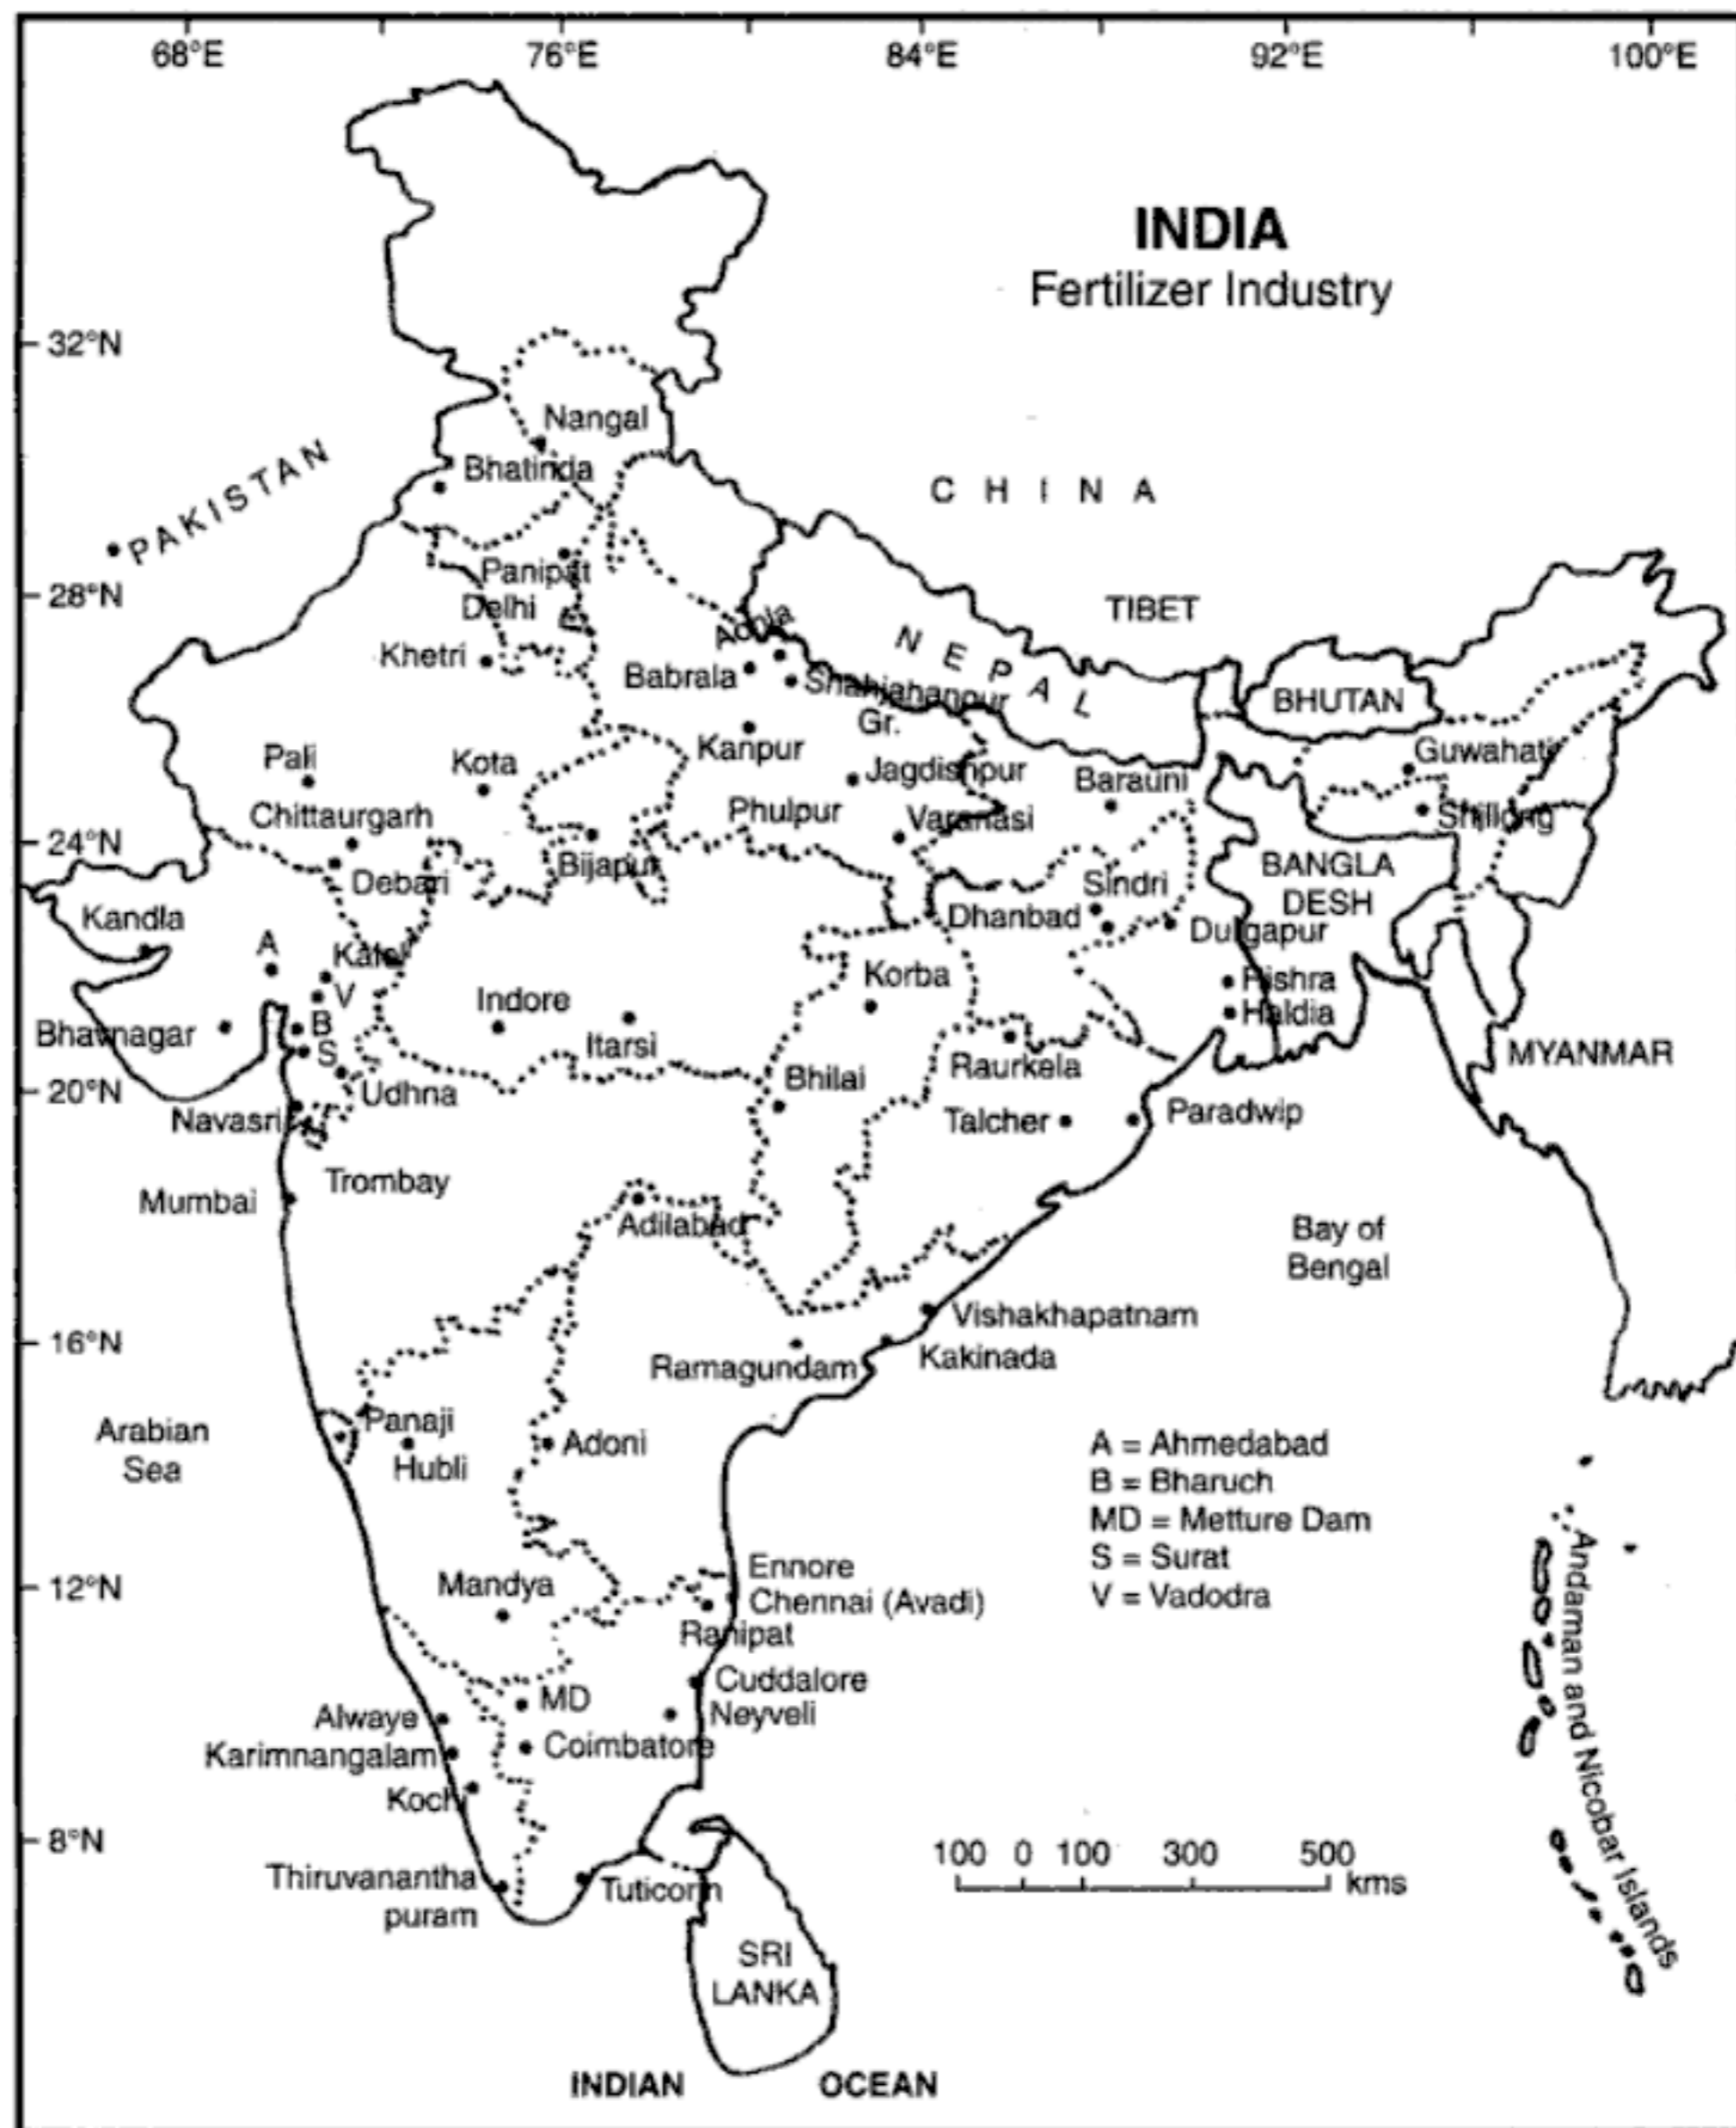 68°E 76°E 84°E 92°E 100°E
INDIA
Fertilizer Industry
32°N
Nangal
Bhatinda
PAKISTAN
CHINA
Panipat
28°N
Delhi
TIBET
Aonla
NEPAL
Khetri
Babrala
Shahjahanpur
BHUTAN
Gr.
Kanpur
Guwahati
Pali
Kota
Jagdishpur
Barauni
Chittaurgarh
Phulpur
Varanasi
Shillong
24°N
Bijapur
BANGLA
DESH
Debari
Sindri
Kandla
Dhanbad
Durgapur
A
Kalol
Korba
Rishra
V
Indore
Haldia
Bhavnagar
B
Itarsi
S
MYANMAR
Raurkela
Bhilai
20°N
Udhna
Navasri
Talcher
Paradwip
Trombay
Mumbai
Adilabad
Bay of
Bengal
Vishakhapatnam
16°N
Ramagundam
Kakinada
Arabian
Sea
Panaji
Hubli
Adoni
A = Ahmedabad
B = Bharuch
MD = Metture Dam
S = Surat
V = Vadodra
12°N
Mandya
Ennore
Chennai (Avadi)
Ranipat
Cuddalore
MD
Neyveli
Alwaye
Coimbatore
Karimnangalam
Kochi
Andaman and Nicobar Islands
8°N
100 0 100 300 500
kms
Thiruvanantha
puram
Tuticorin
SRI
LANKA
INDIAN OCEAN